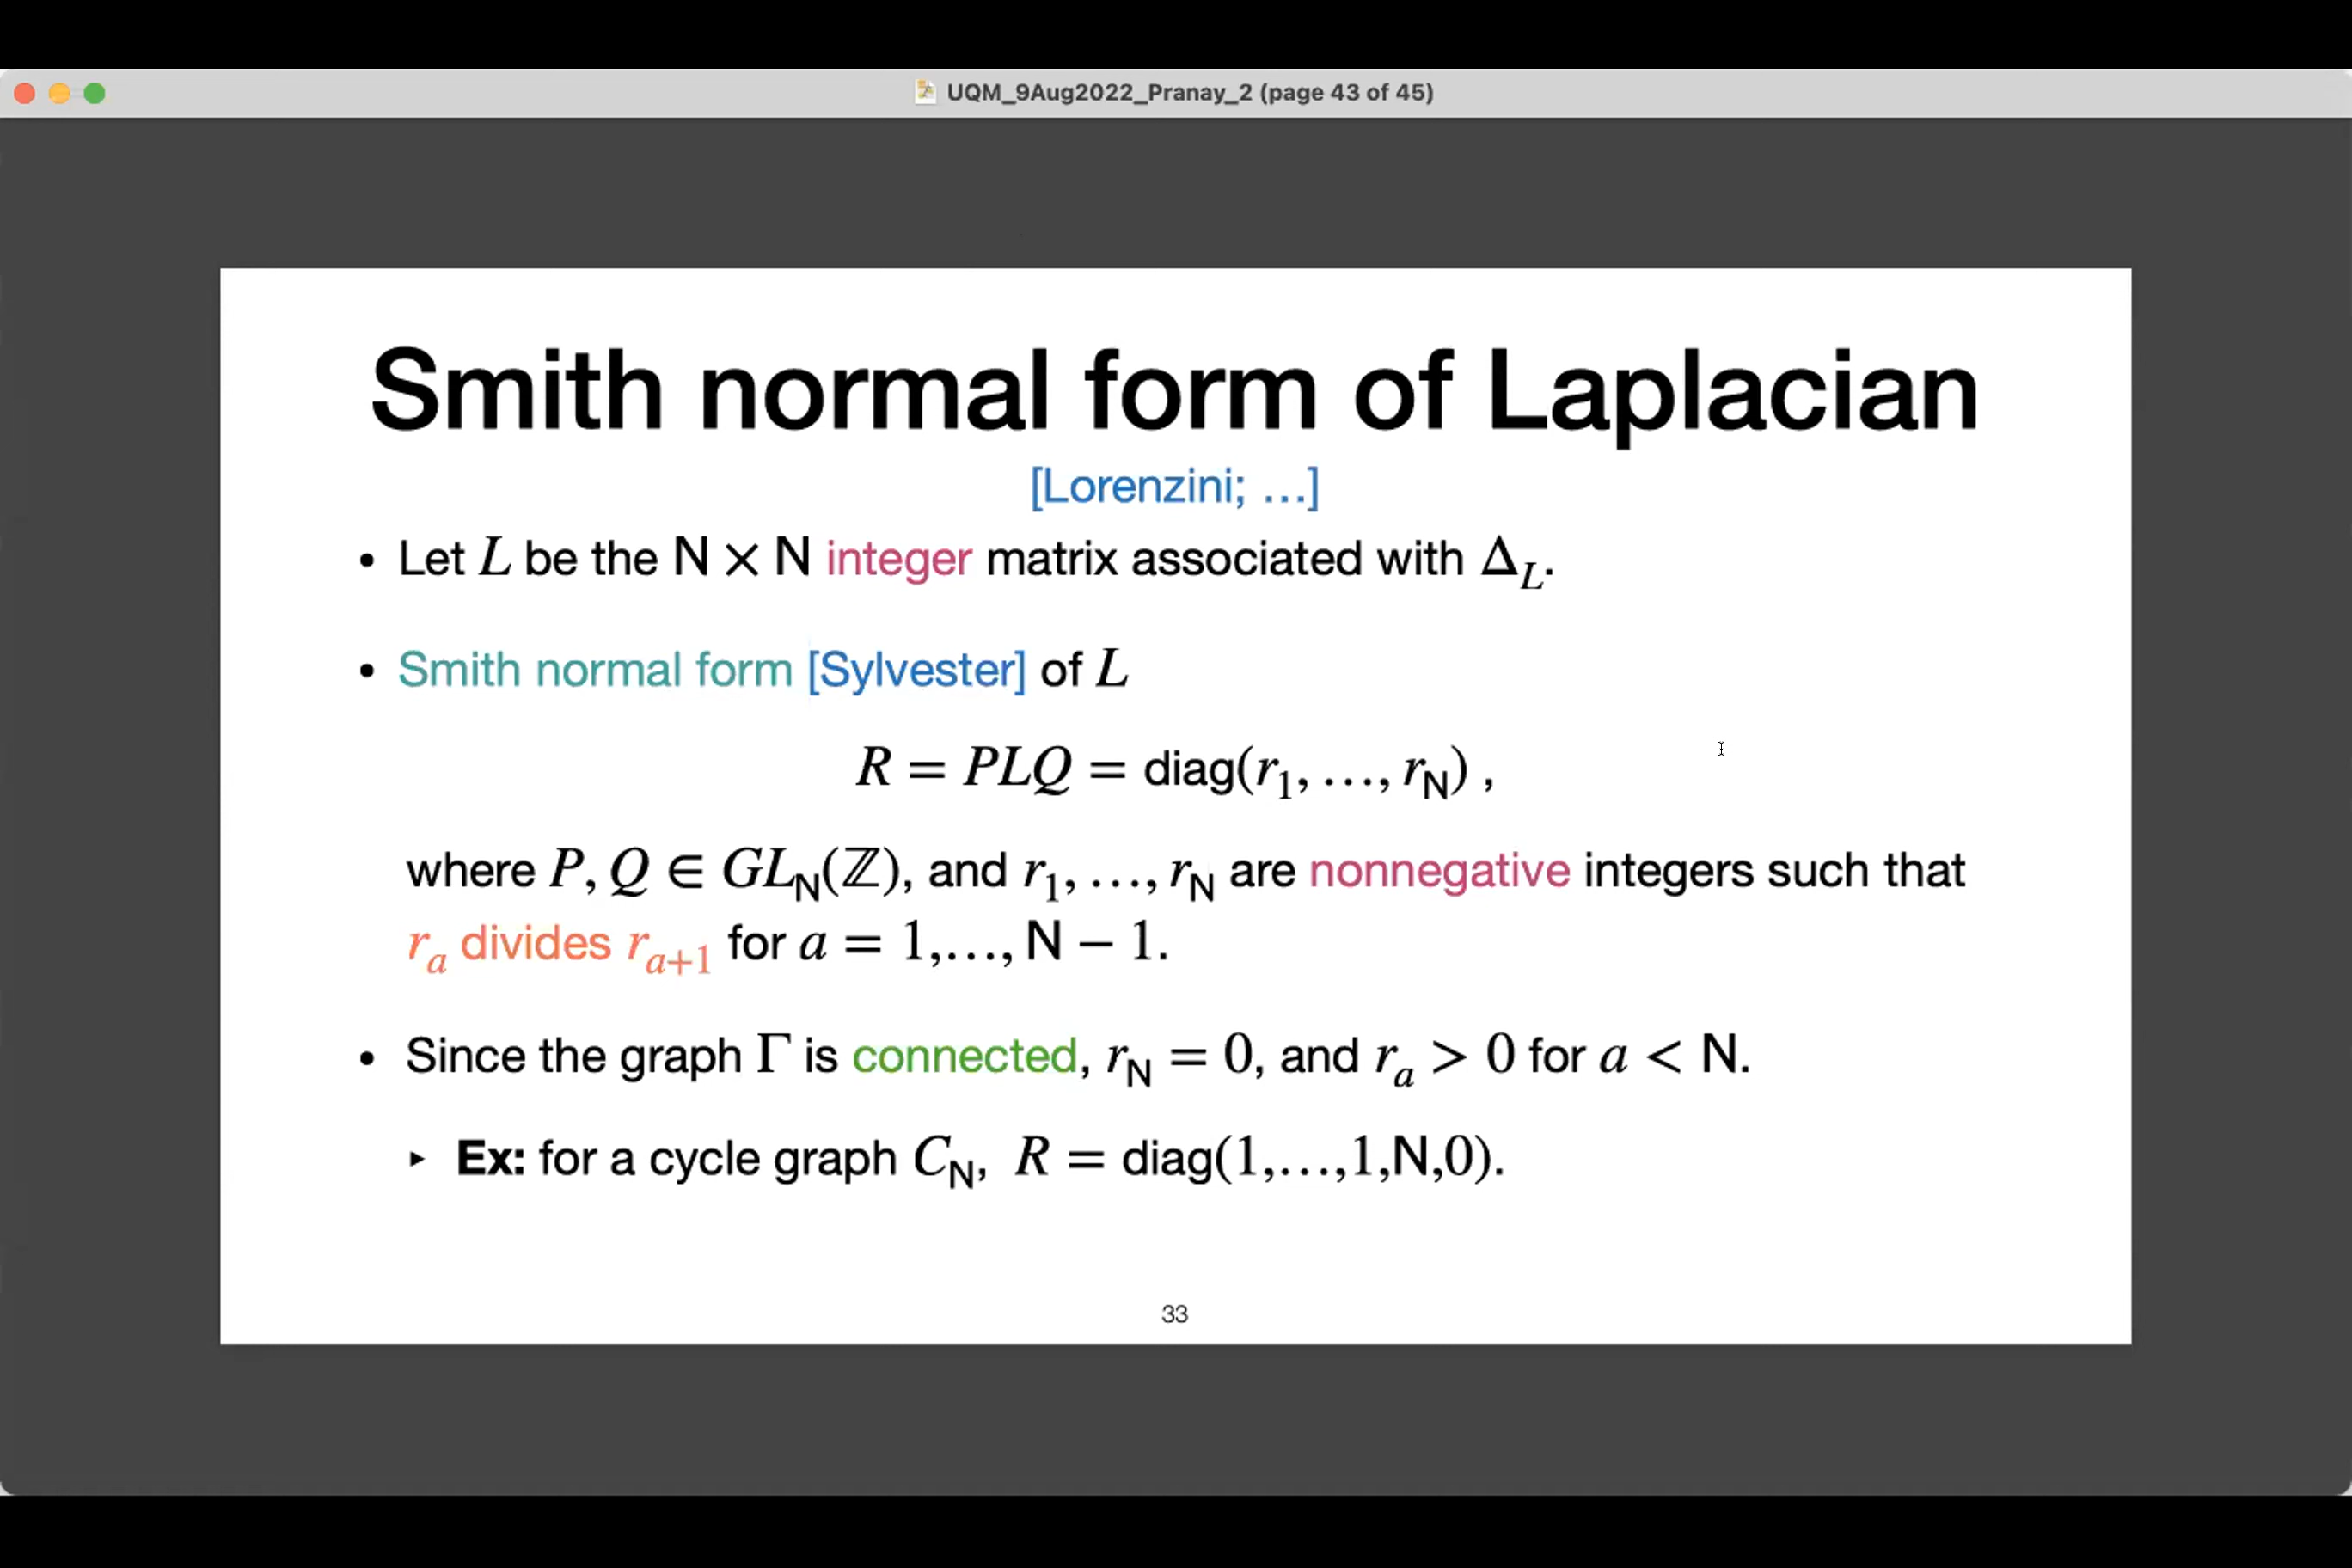 UQM_9Aug2022_Pranay_2 (page 43 of 45)
Smith normal form of Laplacian
[Lorenzini; …]
• Let L be the N × N integer matrix associated with Δ_L.
• Smith normal form [Sylvester] of L
R = PLQ = diag(r_1, …, r_N) ,
where P, Q ∈ GL_N(ℤ), and r_1, …, r_N are nonnegative integers such that
r_a divides r_{a+1} for a = 1,…, N − 1.
• Since the graph Γ is connected, r_N = 0, and r_a > 0 for a < N.
‣ Ex: for a cycle graph C_N, R = diag(1,…,1,N,0).
33